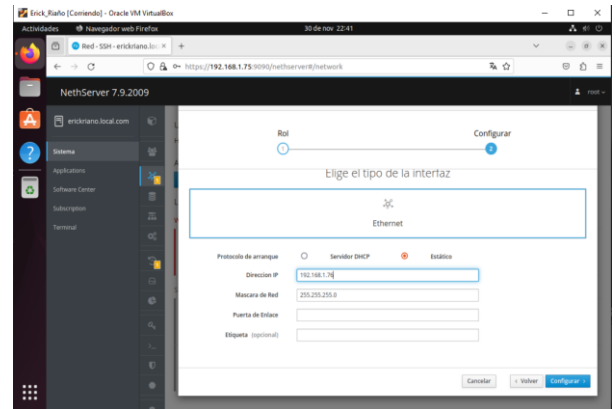 Erick_Riaño [Corriendo] - Oracle VM VirtualBox
Actividades Navegador web Firefox 30 de nov 22:41
Red - SSH - erickriano.loc
https://192.168.1.75:9090/nethserver#/network
NethServer 7.9.2009 root
erickriano.local.com
Sistema
Applications
Software Center
Subscription
Terminal
Rol Configurar
1 2
Elige el tipo de la interfaz
Ethernet
Protocolo de arranque Servidor DHCP Estático
Direccion IP 192.168.1.76
Mascara de Red 255.255.255.0
Puerta de Enlace
Etiqueta (opcional)
Cancelar < Volver Configurar >